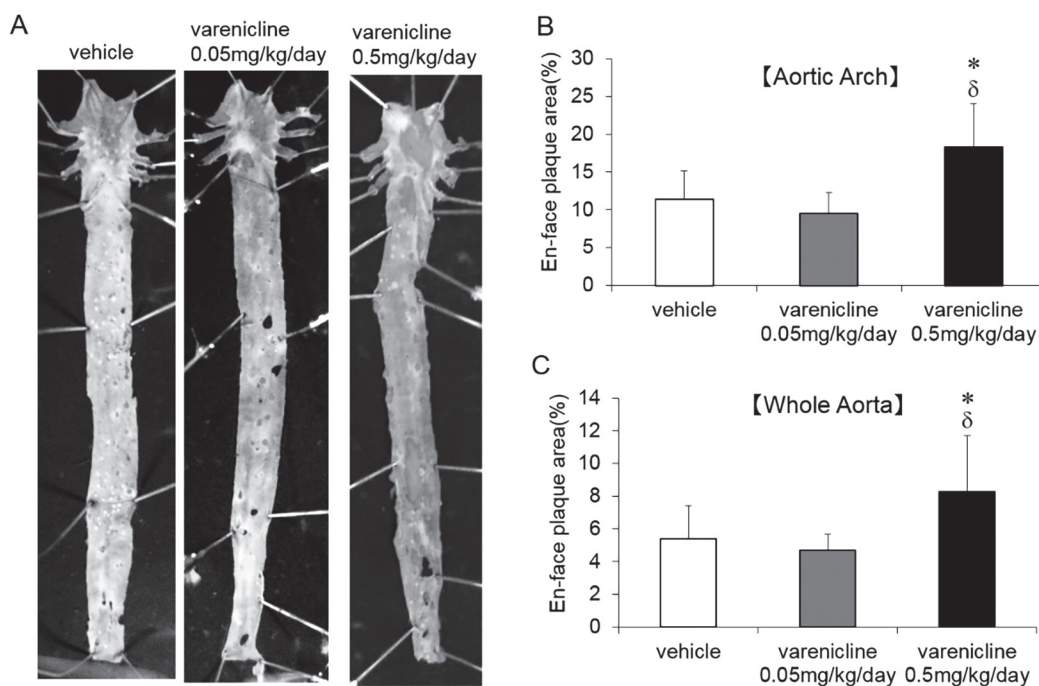 A
vehicle
varenicline
0.05mg/kg/day
varenicline
0.5mg/kg/day
B
En-face plaque area(%)
30
25
20
15
10
5
0
【Aortic Arch】
*
δ
vehicle
varenicline
0.05mg/kg/day
varenicline
0.5mg/kg/day
C
En-face plaque area(%)
14
12
10
8
6
4
2
0
【Whole Aorta】
*
δ
vehicle
varenicline
0.05mg/kg/day
varenicline
0.5mg/kg/day